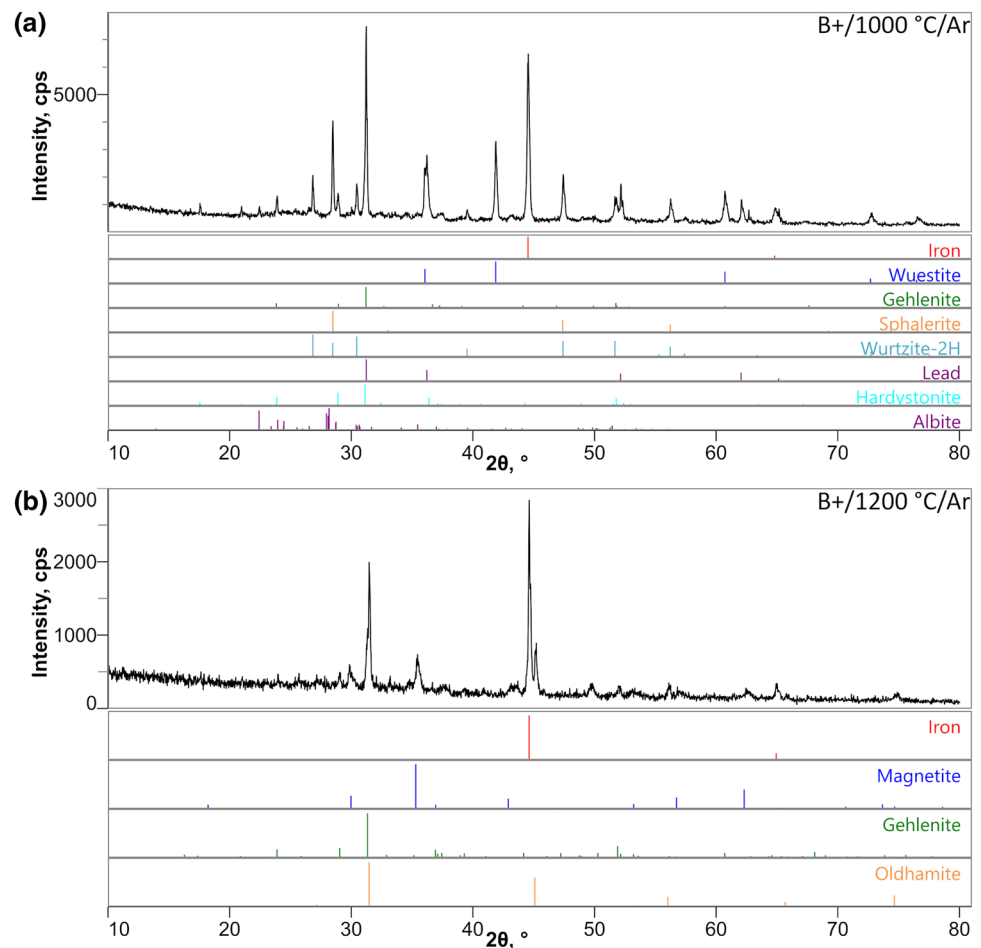 (a)
B+/1000 °C/Ar
Intensity, cps
5000
Iron
Wuestite
Gehlenite
Sphalerite
Wurtzite-2H
Lead
Hardystonite
Albite
10 20 30 40 50 60 70 80
2θ, °
(b)
B+/1200 °C/Ar
Intensity, cps
3000
2000
1000
0
Iron
Magnetite
Gehlenite
Oldhamite
10 20 30 40 50 60 70 80
2θ, °